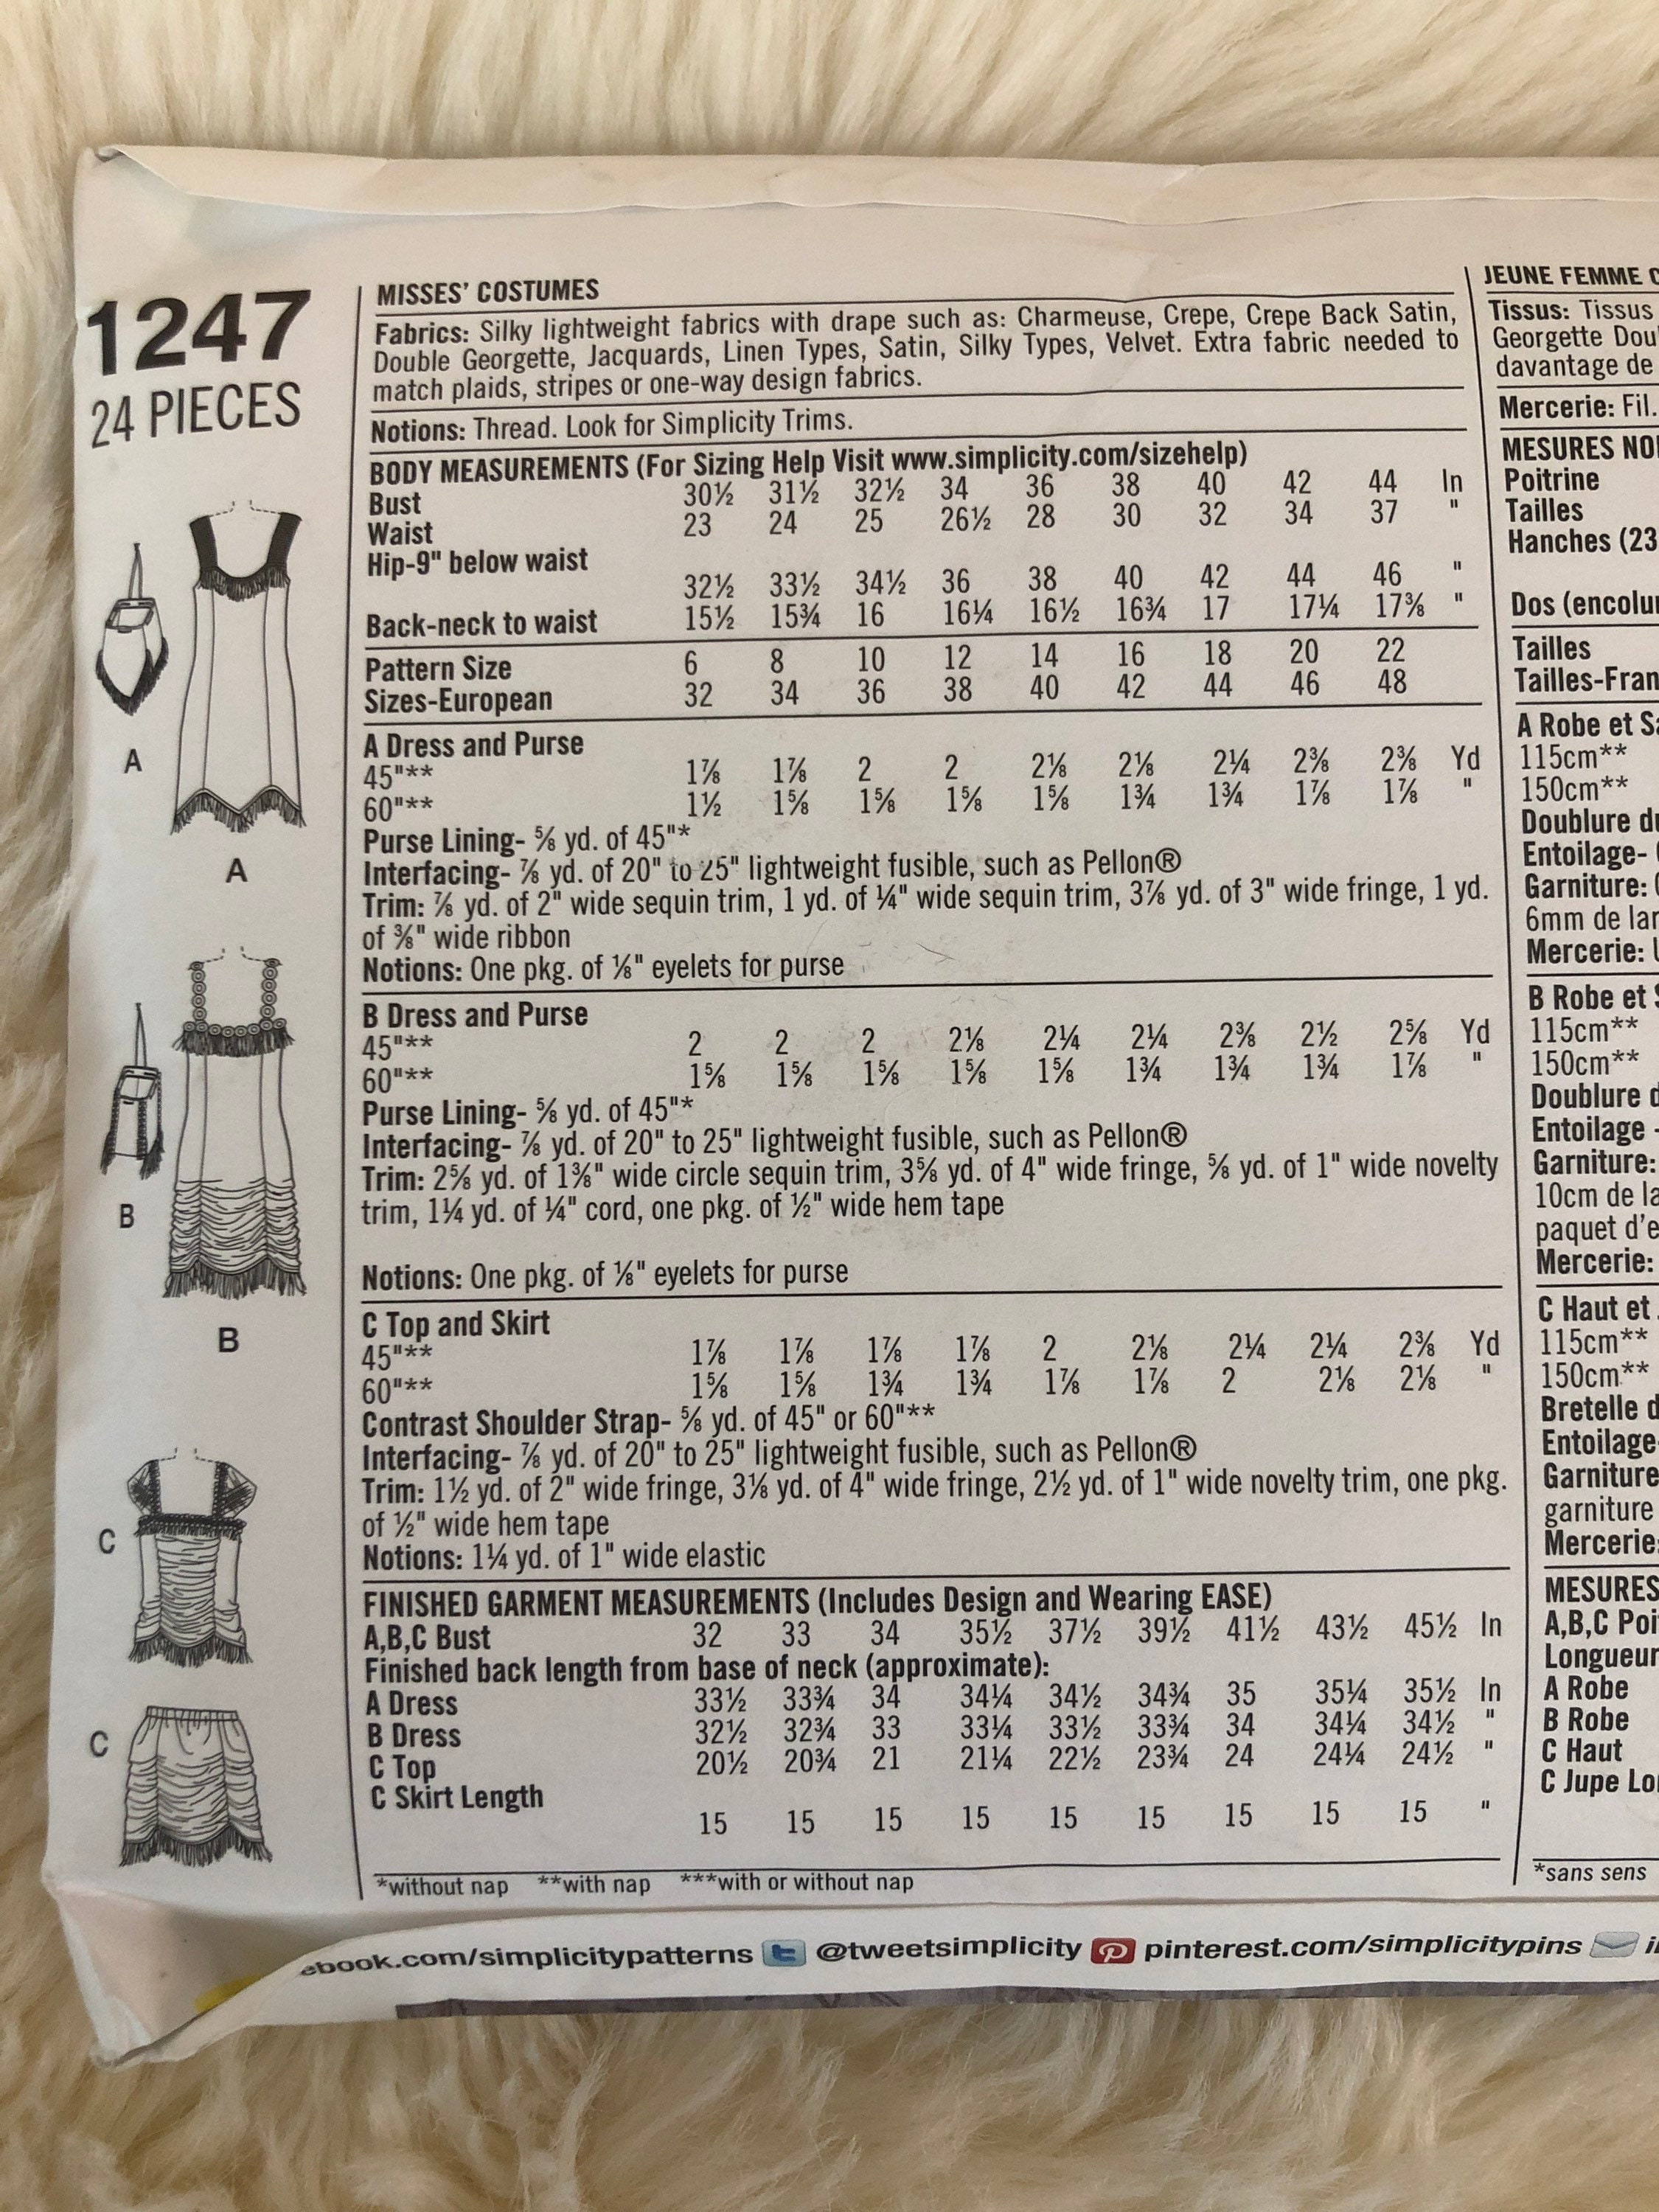 1247
24 PIECES
A
A
B
B
C
C
MISSES' COSTUMES
Fabrics: Silky lightweight fabrics with drape such as: Charmeuse, Crepe, Crepe Back Satin,
Double Georgette, Jacquards, Linen Types, Satin, Silky Types, Velvet. Extra fabric needed to
match plaids, stripes or one-way design fabrics.
Notions: Thread. Look for Simplicity Trims.
BODY MEASUREMENTS (For Sizing Help Visit www.simplicity.com/sizehelp)
Bust 30½ 31½ 32½ 34 36 38 40 42 44 In
Waist 23 24 25 26½ 28 30 32 34 37 "
Hip-9" below waist
32½ 33½ 34½ 36 38 40 42 44 46 "
Back-neck to waist 15½ 15¾ 16 16¼ 16½ 16¾ 17 17¼ 17⅜ "
Pattern Size 6 8 10 12 14 16 18 20 22
Sizes-European 32 34 36 38 40 42 44 46 48
A Dress and Purse
45"** 1⅞ 1⅞ 2 2 2⅛ 2⅛ 2¼ 2⅜ 2⅜ Yd
60"** 1½ 1⅝ 1⅝ 1⅝ 1⅝ 1¾ 1¾ 1⅞ 1⅞ "
Purse Lining- ⅝ yd. of 45"*
Interfacing- ⅞ yd. of 20" to 25" lightweight fusible, such as Pellon®
Trim: ⅞ yd. of 2" wide sequin trim, 1 yd. of ¼" wide sequin trim, 3⅞ yd. of 3" wide fringe, 1 yd.
of ⅜" wide ribbon
Notions: One pkg. of ⅛" eyelets for purse
B Dress and Purse
45"** 2 2 2 2⅛ 2¼ 2¼ 2⅜ 2½ 2⅝ Yd
60"** 1⅝ 1⅝ 1⅝ 1⅝ 1⅝ 1¾ 1¾ 1¾ 1⅞ "
Purse Lining- ⅝ yd. of 45"*
Interfacing- ⅞ yd. of 20" to 25" lightweight fusible, such as Pellon®
Trim: 2⅝ yd. of 1⅜" wide circle sequin trim, 3⅝ yd. of 4" wide fringe, ⅝ yd. of 1" wide novelty
trim, 1¼ yd. of ¼" cord, one pkg. of ½" wide hem tape
Notions: One pkg. of ⅛" eyelets for purse
C Top and Skirt
45"** 1⅞ 1⅞ 1⅞ 1⅞ 2 2⅛ 2¼ 2¼ 2⅜ Yd
60"** 1⅝ 1⅝ 1¾ 1¾ 1⅞ 1⅞ 2 2⅛ 2⅛ "
Contrast Shoulder Strap- ⅝ yd. of 45" or 60"**
Interfacing- ⅞ yd. of 20" to 25" lightweight fusible, such as Pellon®
Trim: 1½ yd. of 2" wide fringe, 3⅛ yd. of 4" wide fringe, 2½ yd. of 1" wide novelty trim, one pkg.
of ½" wide hem tape
Notions: 1¼ yd. of 1" wide elastic
FINISHED GARMENT MEASUREMENTS (Includes Design and Wearing EASE)
A,B,C Bust 32 33 34 35½ 37½ 39½ 41½ 43½ 45½ In
Finished back length from base of neck (approximate):
A Dress 33½ 33¾ 34 34¼ 34½ 34¾ 35 35¼ 35½ In
B Dress 32½ 32¾ 33 33¼ 33½ 33¾ 34 34¼ 34½ "
C Top 20½ 20¾ 21 21¼ 22½ 23¾ 24 24¼ 24½ "
C Skirt Length
15 15 15 15 15 15 15 15 15 "
*without nap **with nap ***with or without nap
JEUNE FEMME
Tissus: Tissus
Georgette
davantage de
Mercerie: Fil.
MESURES
Poitrine
Tailles
Hanches (23
Dos
Tailles
A Robe et
115cm**
150cm**
Doublure
Entoilage-
Garniture:
6mm de
Mercerie:
B Robe et
115cm**
150cm**
Doublure
Entoilage -
Garniture:
10cm de
paquet
Mercerie:
C Haut et
115cm**
150cm**
Bretelle
Entoilage
Garniture
garniture
Mercerie:
MESURES
A,B,C
Longueur
A Robe
B Robe
C Haut
C Jupe
*sans sens
ebook.com/simplicitypatterns @tweetsimplicity pinterest.com/simplicitypins